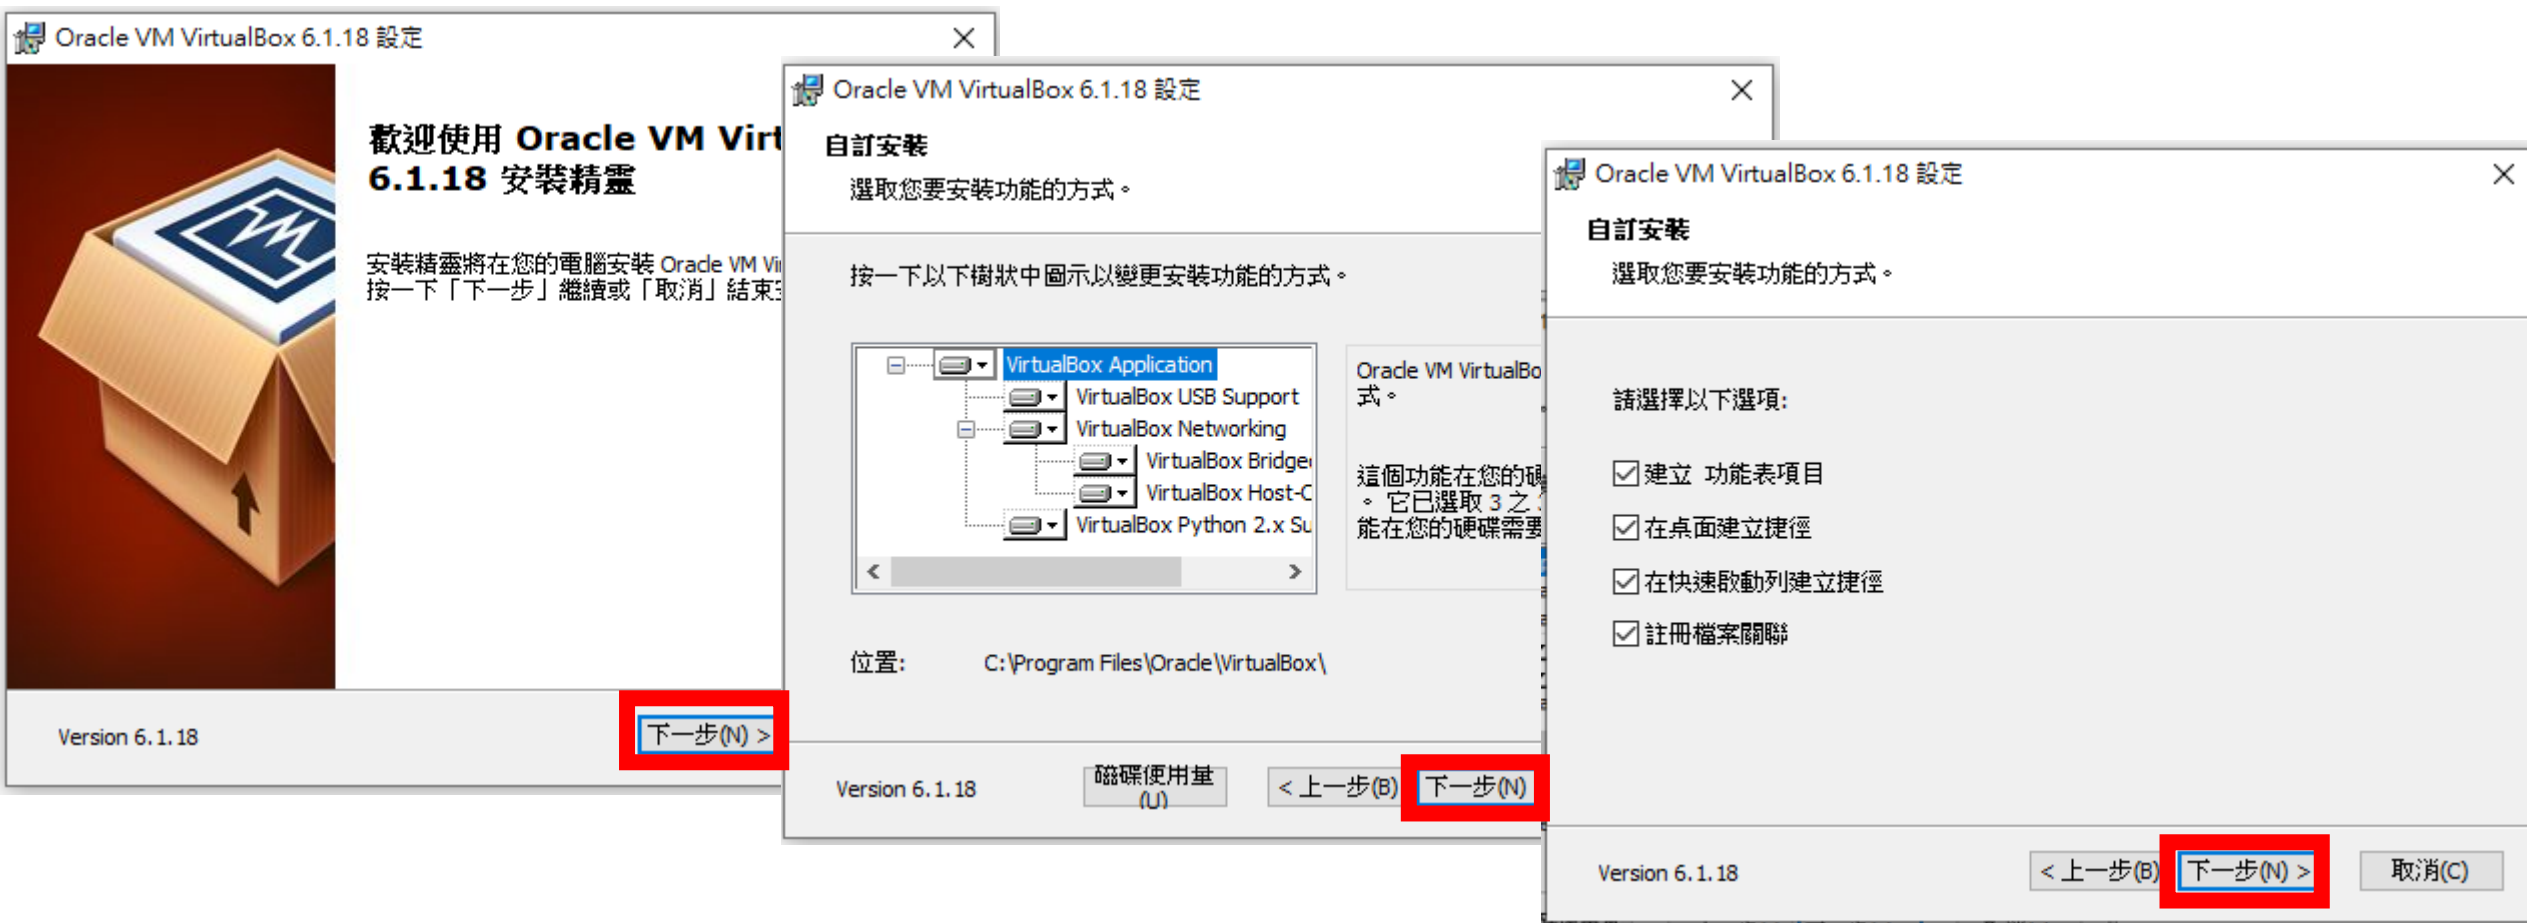 Oracle VM VirtualBox 6.1.18 設定
歡迎使用 Oracle VM Virt
6.1.18 安裝精靈
安裝精靈將在您的電腦安裝 Oracle VM Vi
按一下「下一步」繼續或「取消」結束
Version 6.1.18
下一步(N) >
Oracle VM VirtualBox 6.1.18 設定
自訂安裝
選取您要安裝功能的方式。
按一下以下樹狀中圖示以變更安裝功能的方式。
VirtualBox Application
VirtualBox USB Support
VirtualBox Networking
VirtualBox Bridge
VirtualBox Host-C
VirtualBox Python 2.x Su
Oracle VM VirtualBo
式。
這個功能在您的硬
。 它已選取 3 之
能在您的硬碟需要
位置: C:\Program Files\Oracle\VirtualBox\
Version 6.1.18
磁碟使用量
(U)
< 上一步(B)
下一步(N)
Oracle VM VirtualBox 6.1.18 設定
自訂安裝
選取您要安裝功能的方式。
請選擇以下選項:
建立 功能表項目
在桌面建立捷徑
在快速啟動列建立捷徑
註冊檔案關聯
Version 6.1.18
< 上一步(B)
下一步(N) >
取消(C)